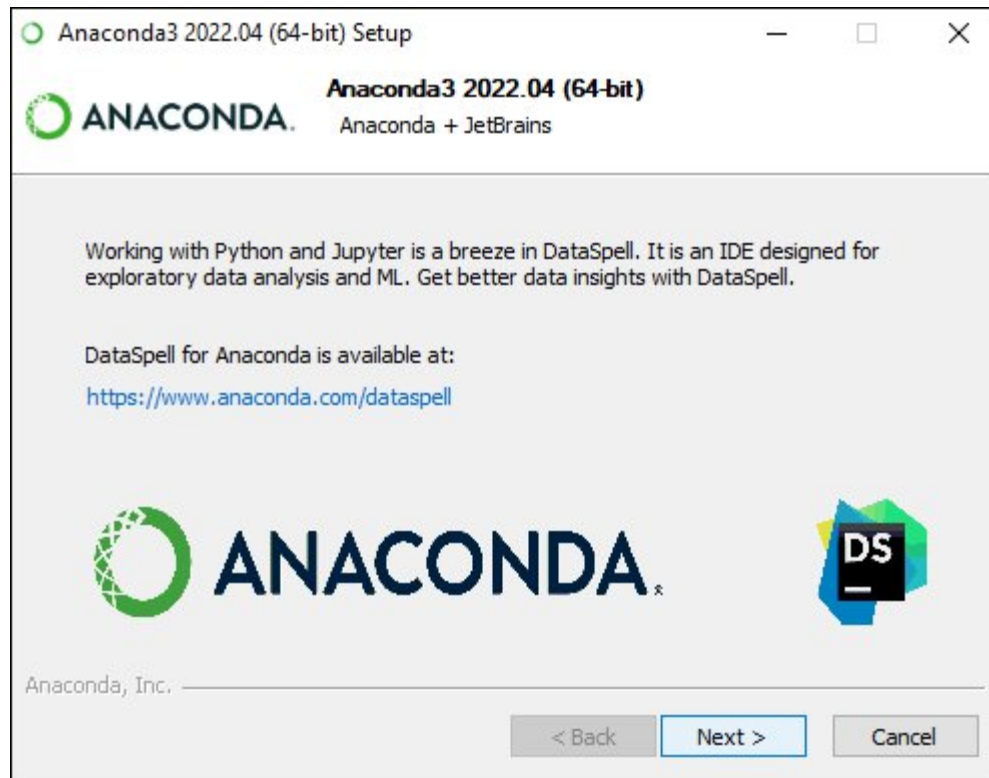 Anaconda3 2022.04 (64-bit) Setup
ANACONDA.
Anaconda3 2022.04 (64-bit)
Anaconda + JetBrains
Working with Python and Jupyter is a breeze in DataSpell. It is an IDE designed for
exploratory data analysis and ML. Get better data insights with DataSpell.
DataSpell for Anaconda is available at:
https://www.anaconda.com/dataspell
ANACONDA.®
DS
Anaconda, Inc.
< Back Next > Cancel